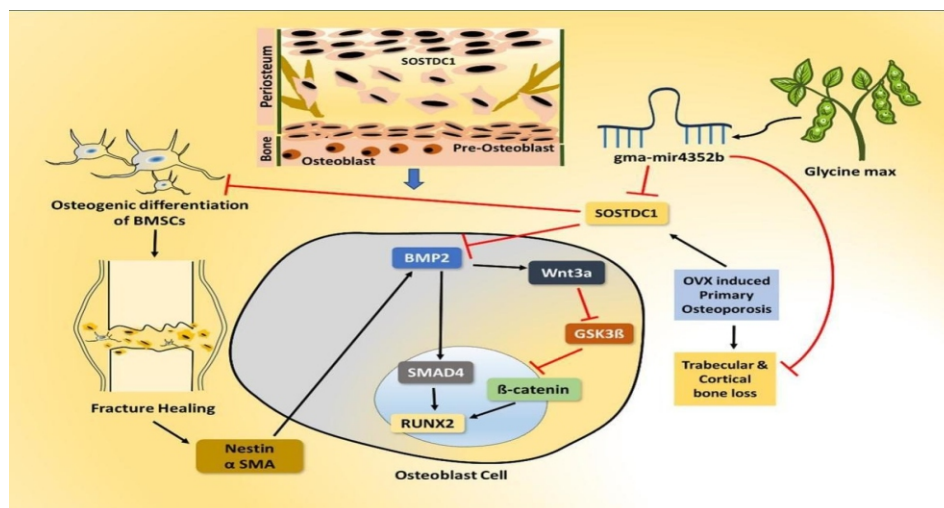 Periosteum
SOSTDC1
Bone
Osteoblast
Pre-Osteoblast
gma-mir4352b
Glycine max
Osteogenic differentiation
of BMSCs
SOSTDC1
BMP2
Wnt3a
OVX induced
Primary
Osteoporosis
GSK3ß
SMAD4
ß-catenin
Trabecular &
Cortical
bone loss
Fracture Healing
RUNX2
Nestin
α SMA
Osteoblast Cell